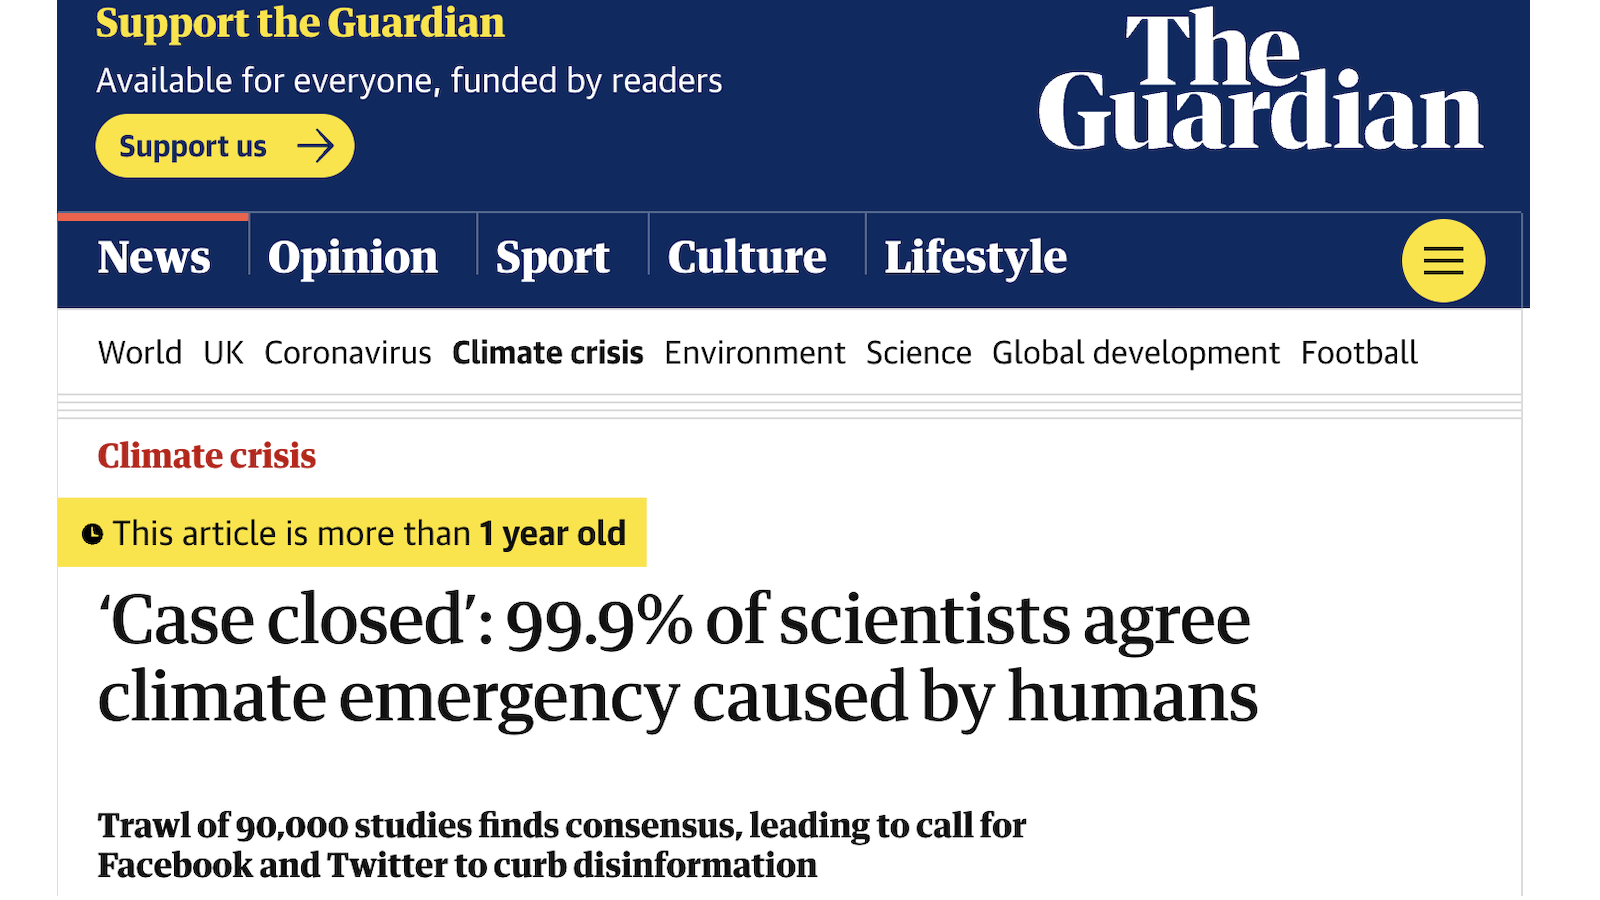 Support the Guardian
Available for everyone, funded by readers
Support us
The
Guardian
News Opinion Sport Culture Lifestyle
World UK Coronavirus Climate crisis Environment Science Global development Football
Climate crisis
This article is more than 1 year old
‘Case closed’: 99.9% of scientists agree
climate emergency caused by humans
Trawl of 90,000 studies finds consensus, leading to call for
Facebook and Twitter to curb disinformation